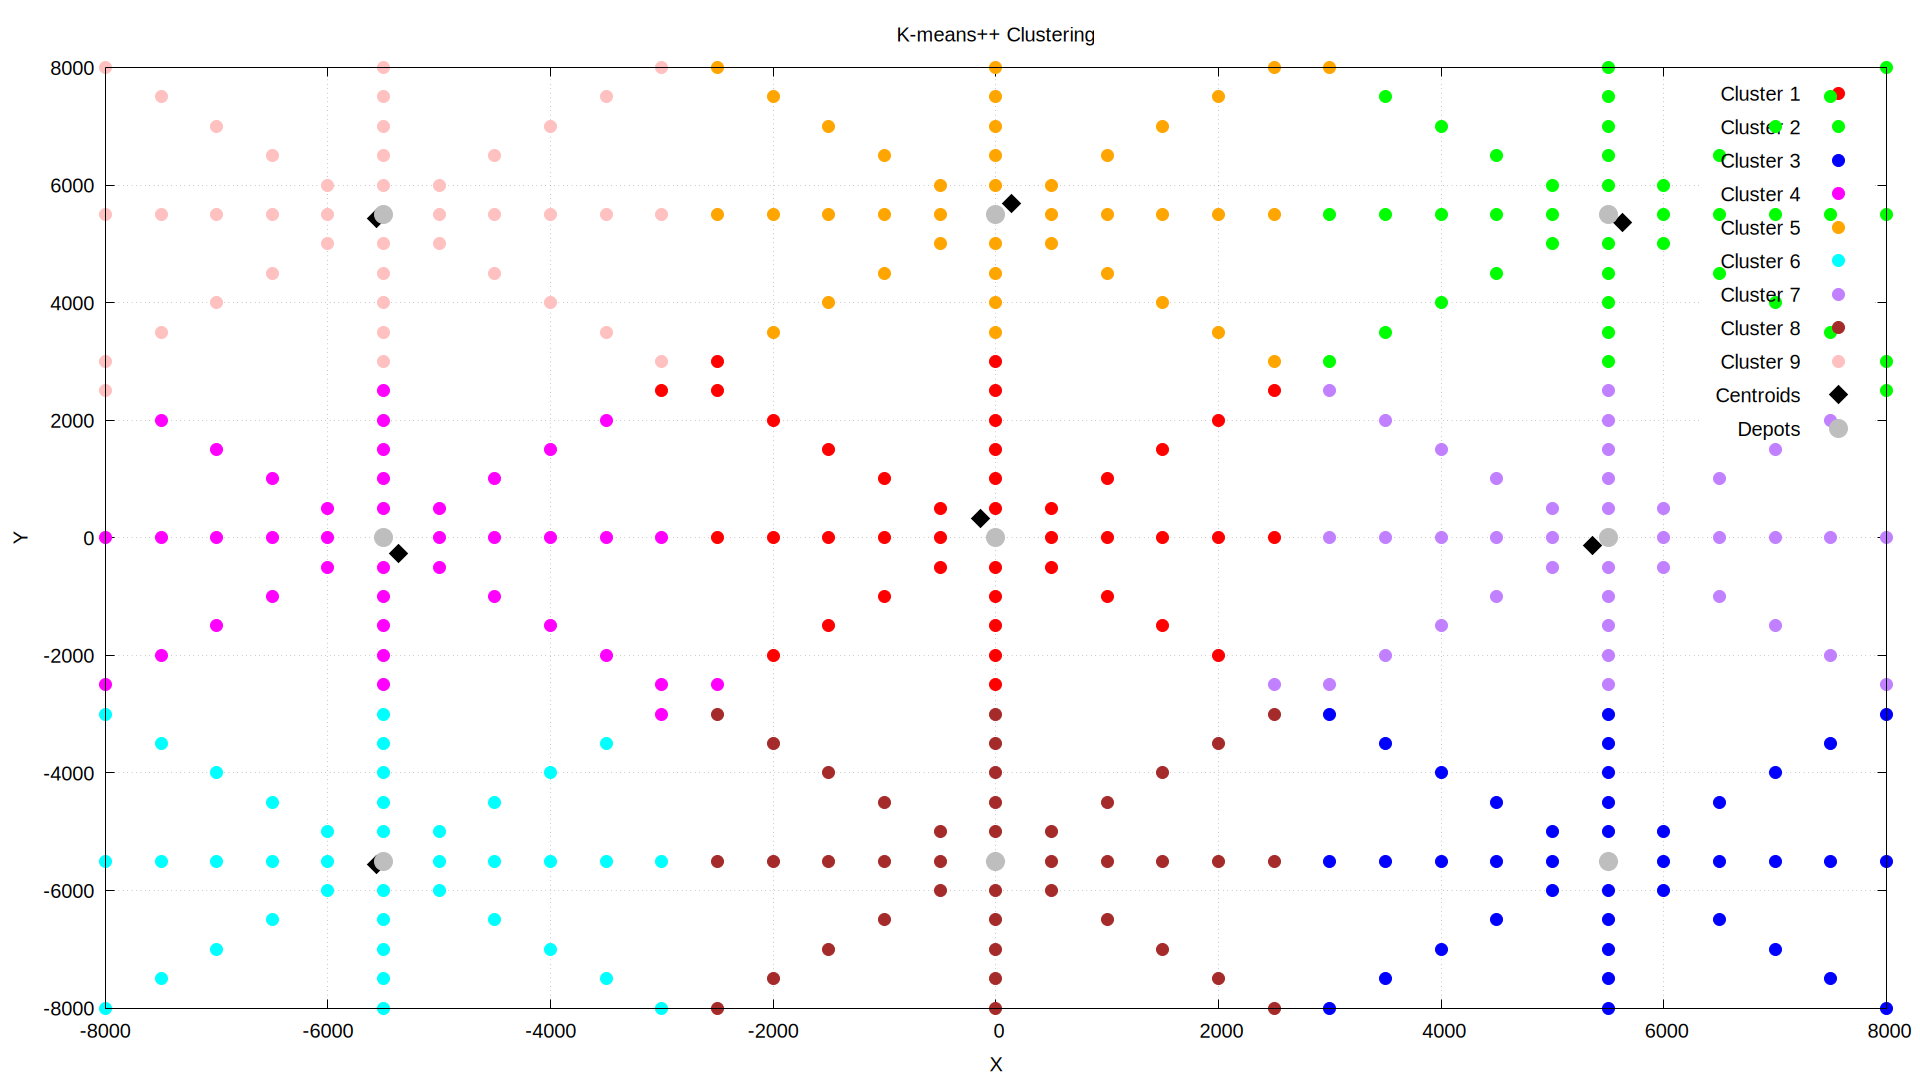 K-means++ Clustering
8000
6000
4000
2000
0
-2000
-4000
-6000
-8000
Y
Cluster 1
Cluster 2
Cluster 3
Cluster 4
Cluster 5
Cluster 6
Cluster 7
Cluster 8
Cluster 9
Centroids
Depots
-8000 -6000 -4000 -2000 0 2000 4000 6000 8000
X